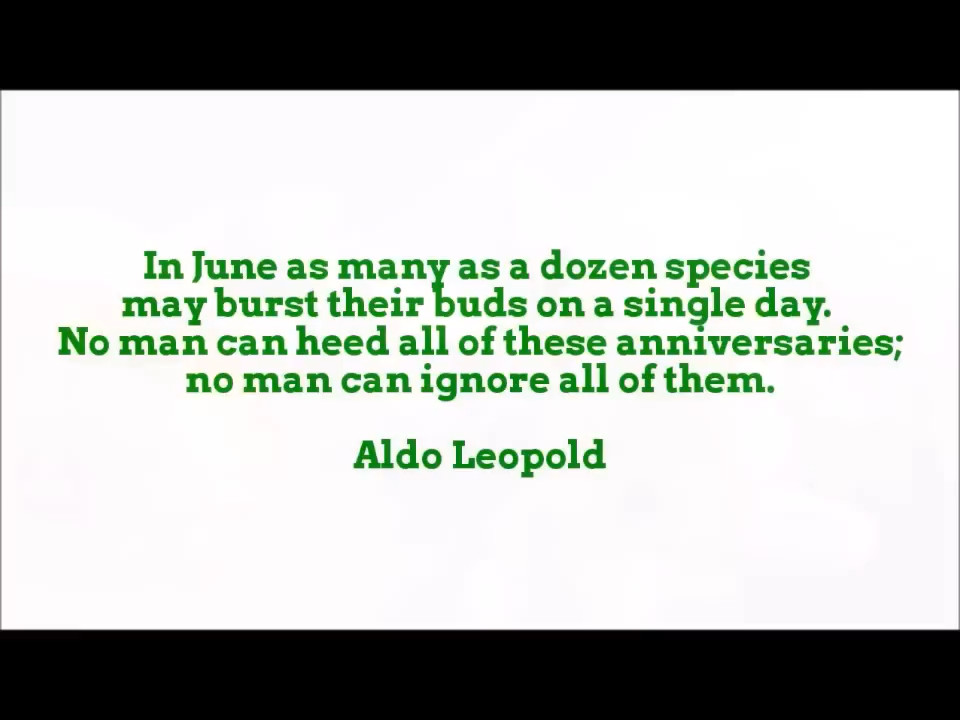 In June as many as a dozen species
may burst their buds on a single day.
No man can heed all of these anniversaries;
no man can ignore all of them.
Aldo Leopold